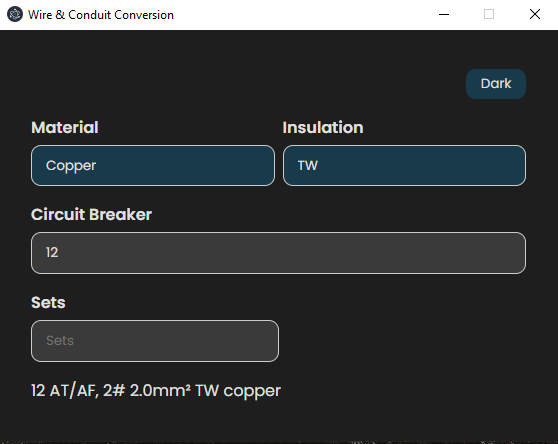 Wire & Conduit Conversion
Dark
Material
Insulation
Copper
TW
Circuit Breaker
12
Sets
Sets
12 AT/AF, 2# 2.0mm² TW copper